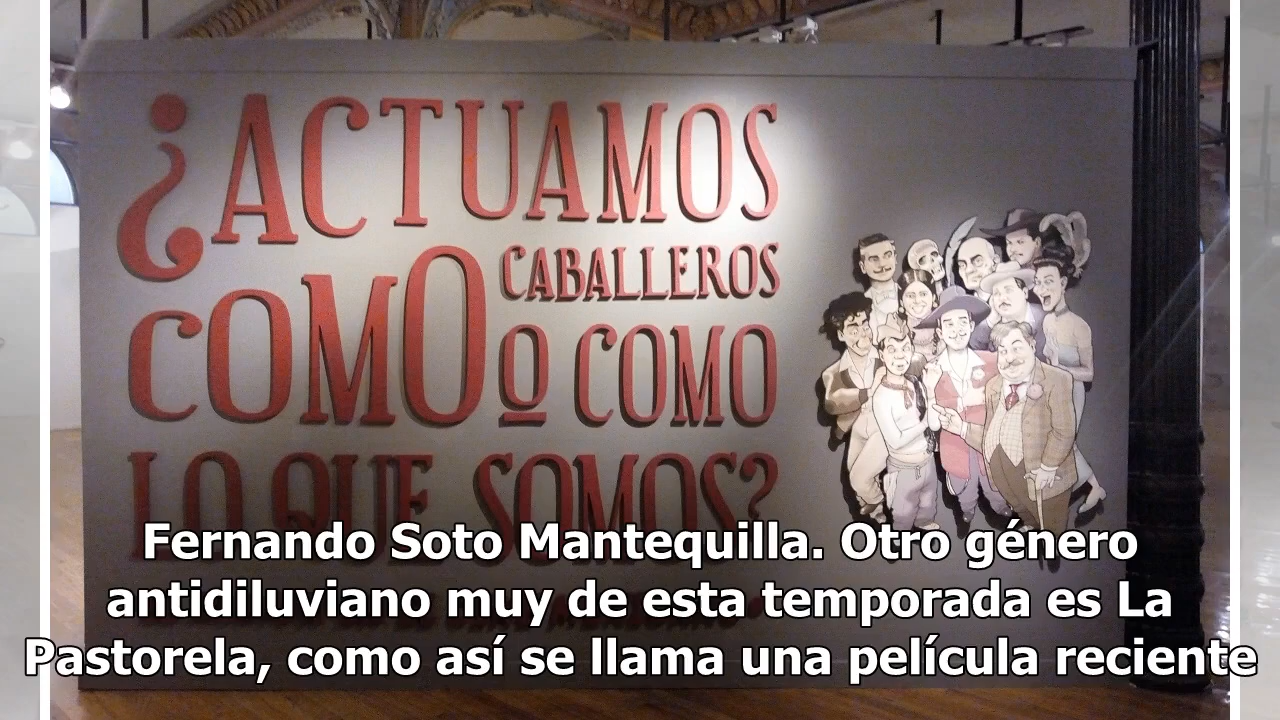 ¿ACTUAMOS
CABALLEROS
COMO O COMO
LO QUE SOMOS?
Fernando Soto Mantequilla. Otro género
antidiluviano muy de esta temporada es La
Pastorela, como así se llama una película reciente